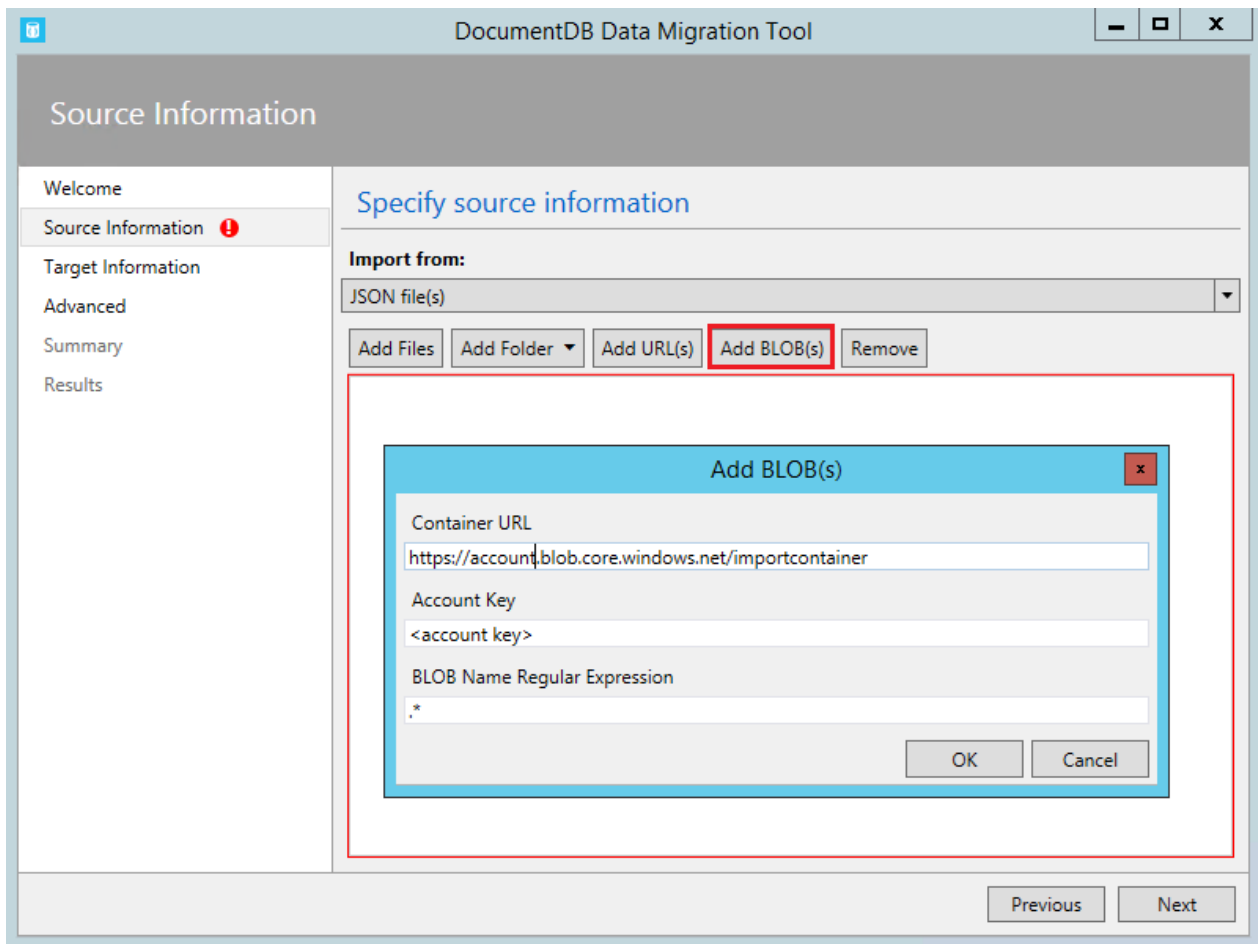 DocumentDB Data Migration Tool
Source Information
Welcome
Source Information
Target Information
Advanced
Summary
Results
Specify source information
Import from:
JSON file(s)
Add Files Add Folder Add URL(s) Add BLOB(s) Remove
Add BLOB(s)
Container URL
https://account.blob.core.windows.net/importcontainer
Account Key
<account key>
BLOB Name Regular Expression
.*
OK Cancel
Previous Next